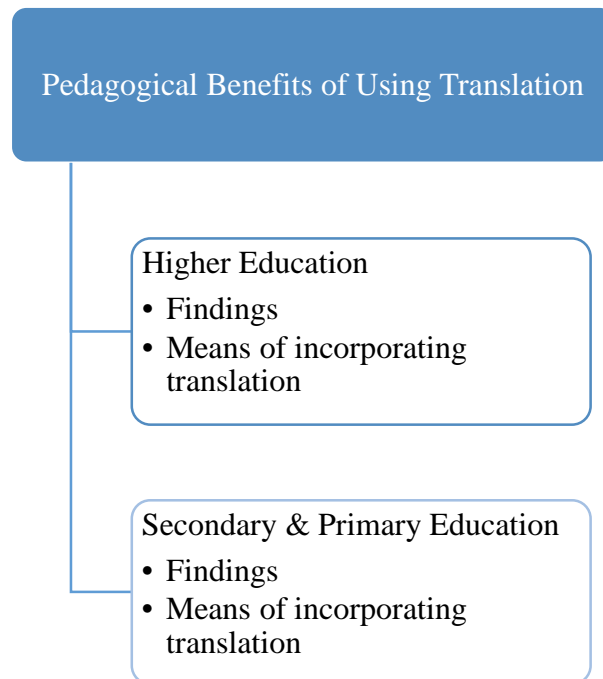 Pedagogical Benefits of Using Translation
Higher Education
• Findings
• Means of incorporating
translation
Secondary & Primary Education
• Findings
• Means of incorporating
translation